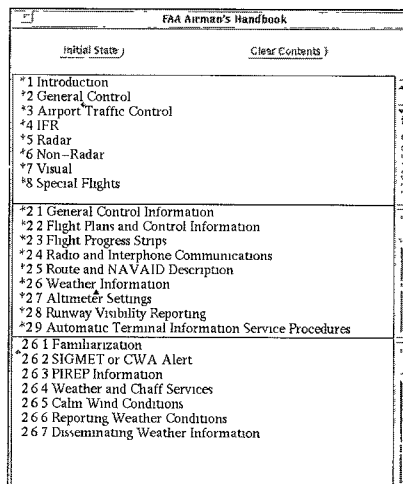 FAA Airman's Handbook
Initial State Clear Contents
*1 Introduction
*2 General Control
*3 Airport Traffic Control
*4 IFR
*5 Radar
*6 Non-Radar
*7 Visual
*8 Special Flights
*2 1 General Control Information
*2 2 Flight Plans and Control Information
*2 3 Flight Progress Strips
*2 4 Radio and Interphone Communications
*2 5 Route and NAVAID Description
*2 6 Weather Information
*2 7 Altimeter Settings
*2 8 Runway Visibility Reporting
*2 9 Automatic Terminal Information Service Procedures
2 6 1 Familiarization
*2 6 2 SIGMET or CWA Alert
2 6 3 PIREP Information
2 6 4 Weather and Chaff Services
2 6 5 Calm Wind Conditions
2 6 6 Reporting Weather Conditions
2 6 7 Disseminating Weather Information